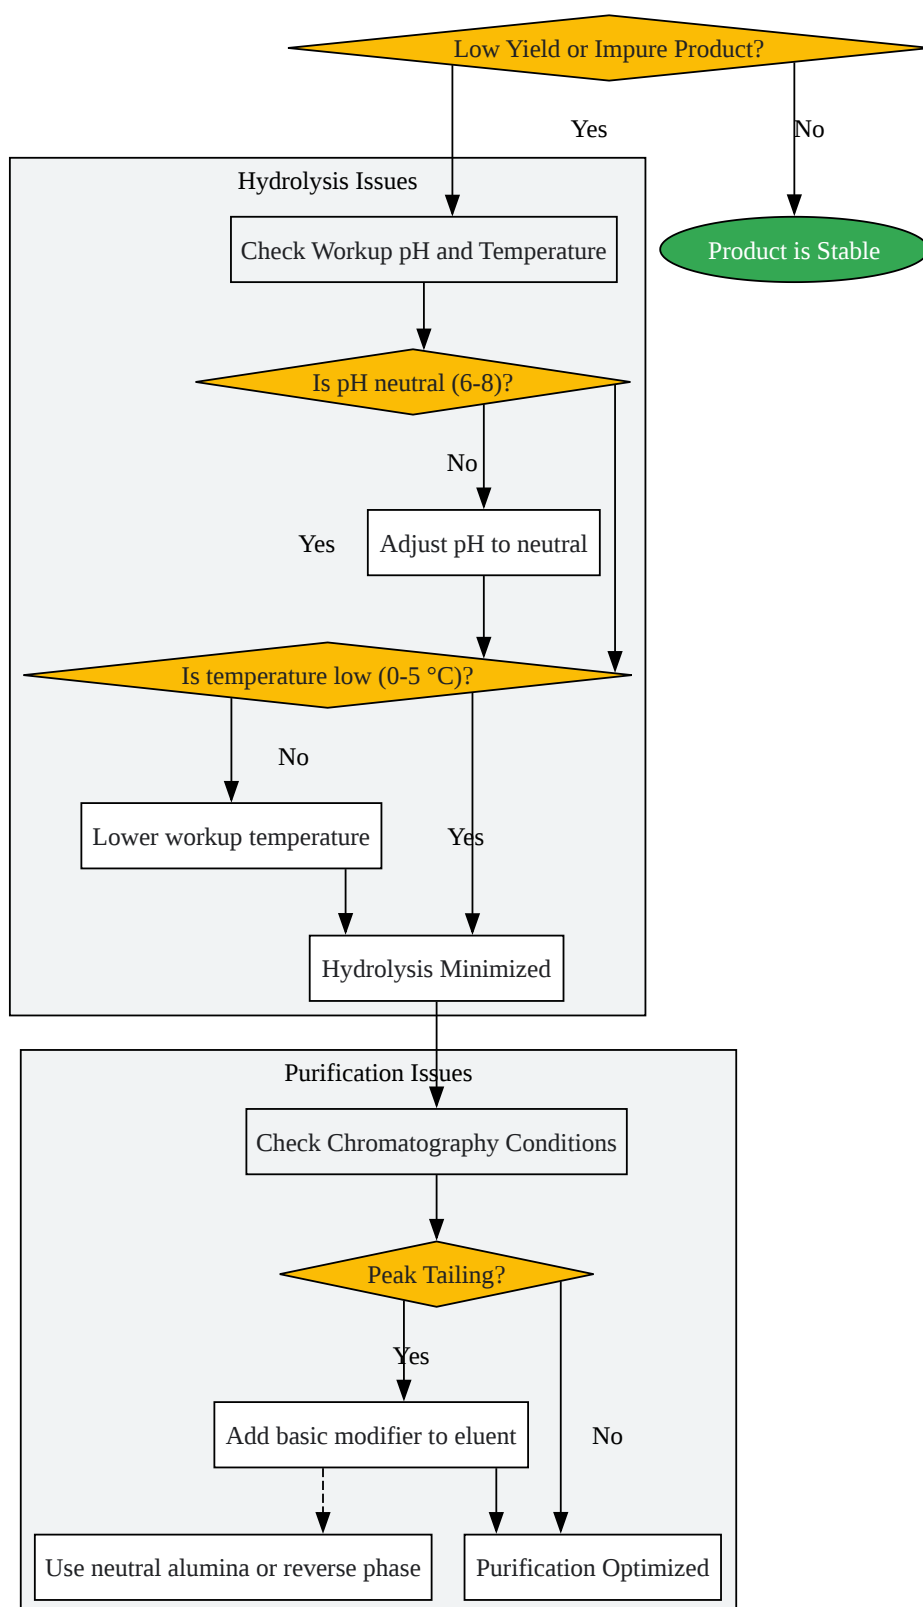 Low Yield or Impure Product?
Yes
No
Hydrolysis Issues
Check Workup pH and Temperature
Product is Stable
Is pH neutral (6-8)?
No
Yes
Adjust pH to neutral
Is temperature low (0-5 °C)?
No
Lower workup temperature
Yes
Hydrolysis Minimized
Purification Issues
Check Chromatography Conditions
Peak Tailing?
Yes
Add basic modifier to eluent
No
Use neutral alumina or reverse phase
Purification Optimized